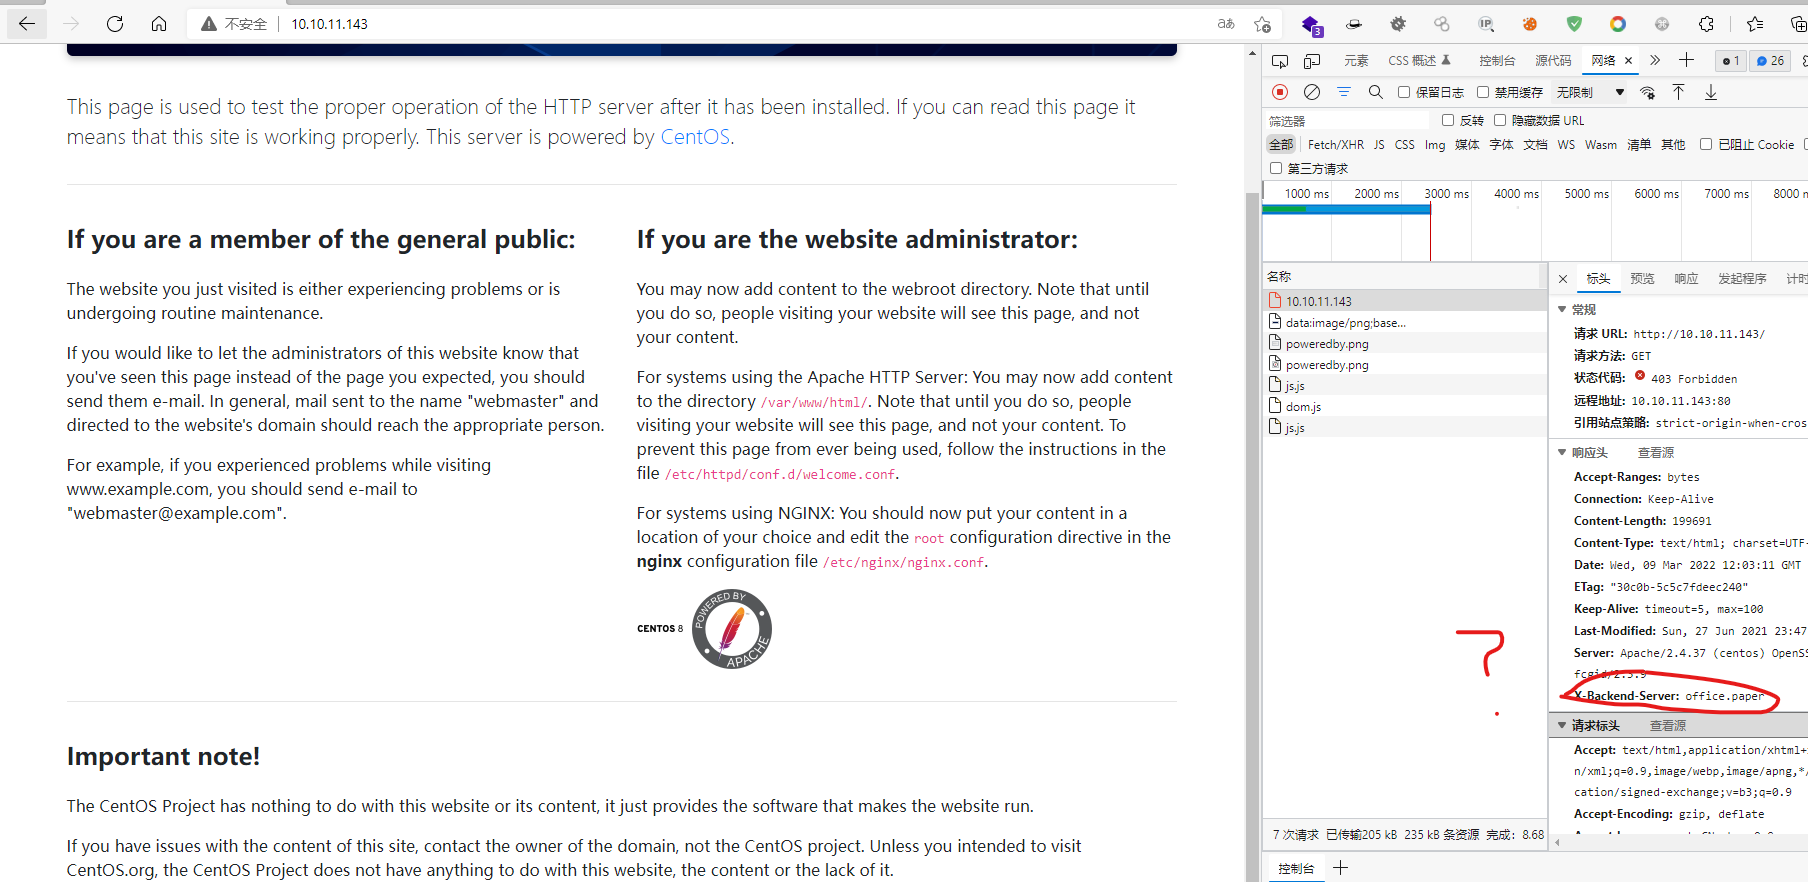 不安全 10.10.11.143
aあ
3
This page is used to test the proper operation of the HTTP server after it has been installed. If you can read this page it
means that this site is working properly. This server is powered by CentOS.
If you are a member of the general public:
The website you just visited is either experiencing problems or is
undergoing routine maintenance.
If you would like to let the administrators of this website know that
you've seen this page instead of the page you expected, you should
send them e-mail. In general, mail sent to the name "webmaster" and
directed to the website's domain should reach the appropriate person.
For example, if you experienced problems while visiting
www.example.com, you should send e-mail to
"webmaster@example.com".
If you are the website administrator:
You may now add content to the webroot directory. Note that until
you do so, people visiting your website will see this page, and not
your content.
For systems using the Apache HTTP Server: You may now add content
to the directory /var/www/html/. Note that until you do so, people
visiting your website will see this page, and not your content. To
prevent this page from ever being used, follow the instructions in the
file /etc/httpd/conf.d/welcome.conf.
For systems using NGINX: You should now put your content in a
location of your choice and edit the root configuration directive in the
nginx configuration file /etc/nginx/nginx.conf.
CENTOS 8
POWERED BY
APACHE
Important note!
The CentOS Project has nothing to do with this website or its content, it just provides the software that makes the website run.
If you have issues with the content of this site, contact the owner of the domain, not the CentOS project. Unless you intended to visit
CentOS.org, the CentOS Project does not have anything to do with this website, the content or the lack of it.
元素 CSS 概述 控制台 源代码 网络 1 26
保留日志 禁用缓存 无限制
筛选器 反转 隐藏数据 URL
全部 Fetch/XHR JS CSS Img 媒体 字体 文档 WS Wasm 清单 其他 已阻止 Cookie
第三方请求
1000 ms 2000 ms 3000 ms 4000 ms 5000 ms 6000 ms 7000 ms 8000 m
名称
10.10.11.143
data:image/png;base...
poweredby.png
poweredby.png
js.js
dom.js
js.js
?
7 次请求 已传输205 kB 235 kB 条资源 完成: 8.68
控制台
标头 预览 响应 发起程序 计时
常规
请求 URL: http://10.10.11.143/
请求方法: GET
状态代码: 403 Forbidden
远程地址: 10.10.11.143:80
引用站点策略: strict-origin-when-cros
响应头 查看源
Accept-Ranges: bytes
Connection: Keep-Alive
Content-Length: 199691
Content-Type: text/html; charset=UTF-
Date: Wed, 09 Mar 2022 12:03:11 GMT
ETag: "30c0b-5c5c7fdeec240"
Keep-Alive: timeout=5, max=100
Last-Modified: Sun, 27 Jun 2021 23:47
Server: Apache/2.4.37 (centos) OpenSS
fcgid/2.3.9
X-Backend-Server: office.paper
请求标头 查看源
Accept: text/html,application/xhtml+
n/xml;q=0.9,image/webp,image/apng,*/
cation/signed-exchange;v=b3;q=0.9
Accept-Encoding: gzip, deflate